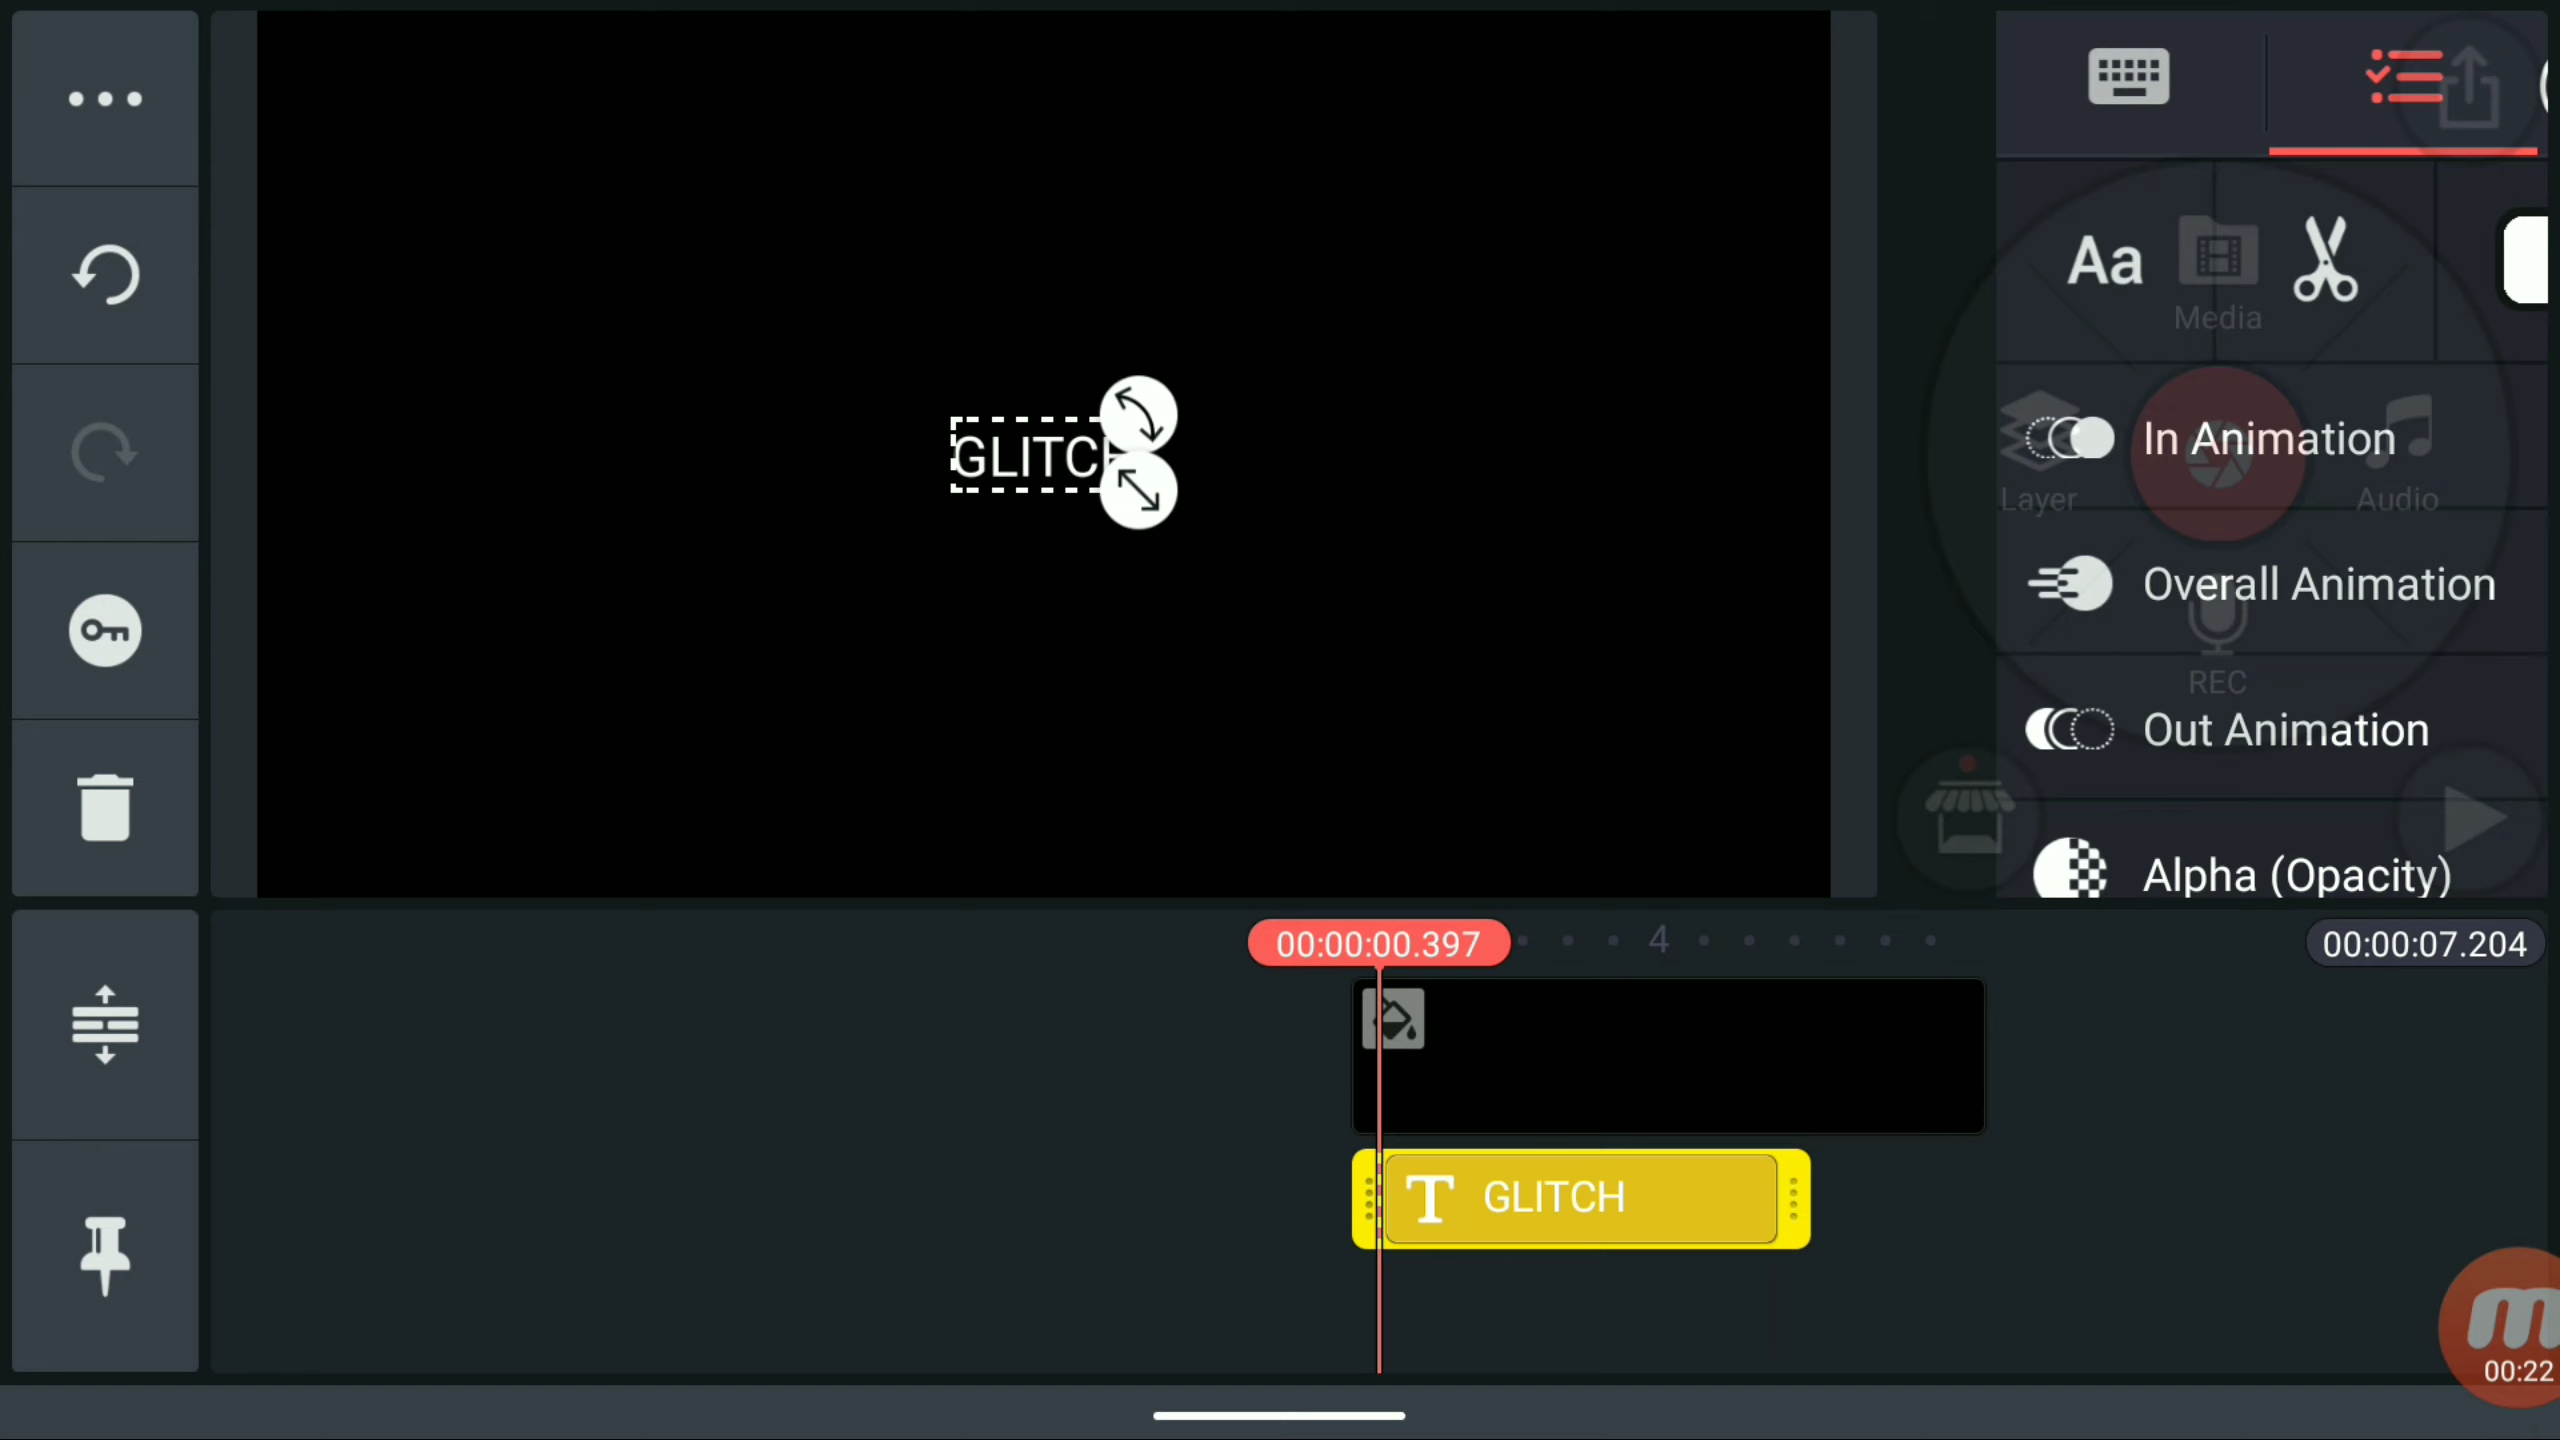 Aa
Media
GLITCH
In Animation
Layer
Audio
Overall Animation
REC
Out Animation
Alpha (Opacity)
00:00:00.397
4
00:00:07.204
T GLITCH
00:22